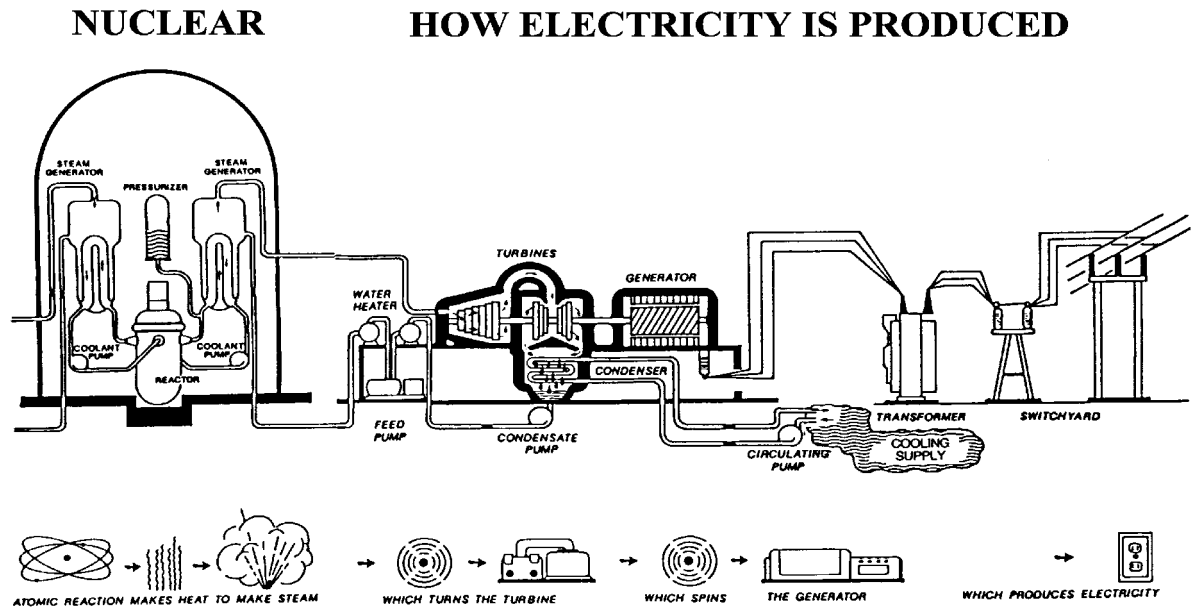 NUCLEAR
HOW ELECTRICITY IS PRODUCED
STEAM
GENERATOR
PRESSURIZER
STEAM
GENERATOR
COOLANT
PUMP
COOLANT
PUMP
REACTOR
WATER
HEATER
TURBINES
GENERATOR
CONDENSER
FEED
PUMP
CONDENSATE
PUMP
CIRCULATING
PUMP
COOLING
SUPPLY
TRANSFORMER
SWITCHYARD
ATOMIC REACTION MAKES HEAT TO MAKE STEAM
WHICH TURNS THE TURBINE
WHICH SPINS
THE GENERATOR
WHICH PRODUCES ELECTRICITY